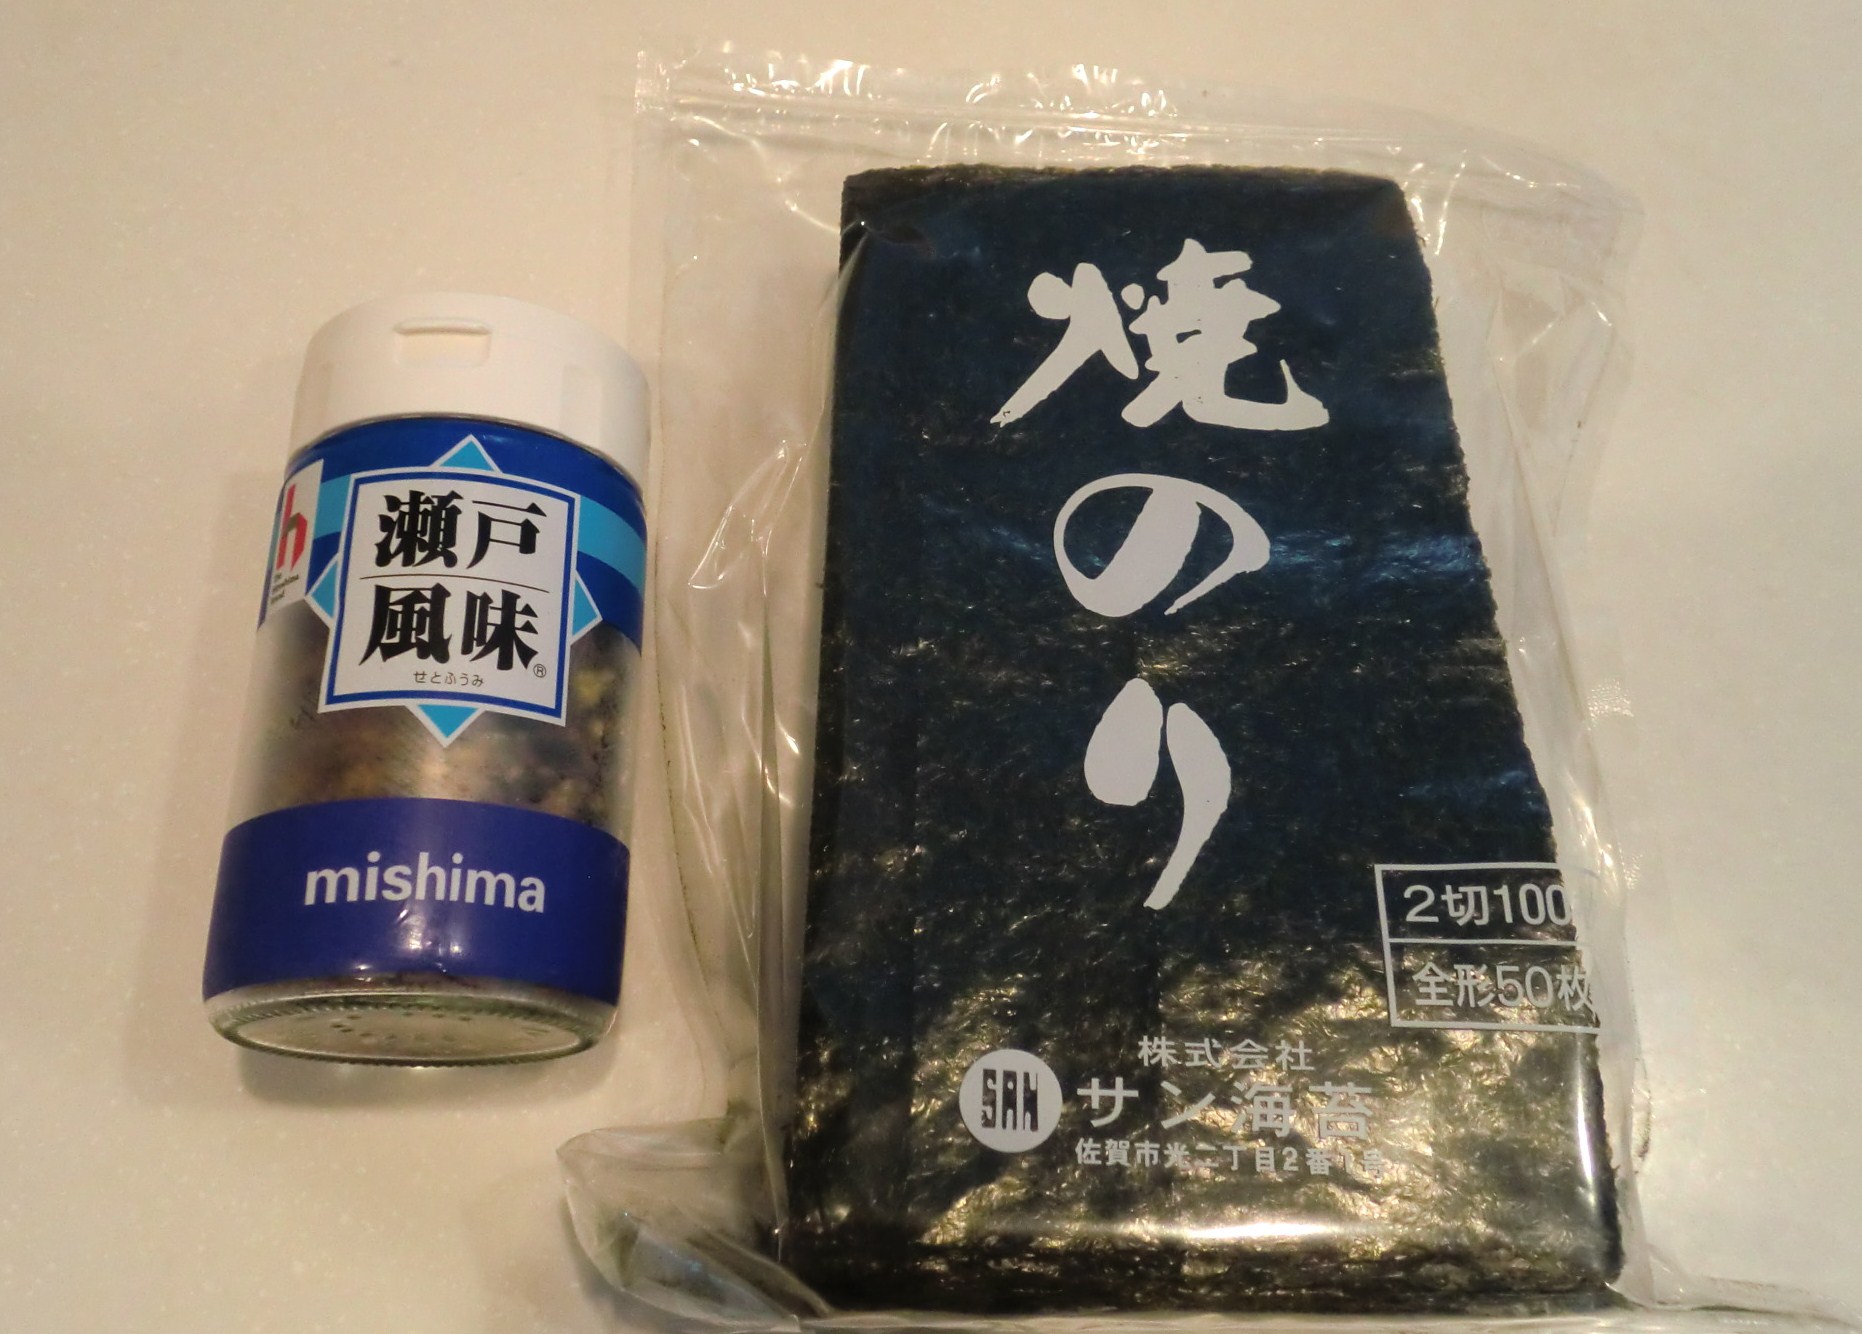 瀬戸
風味®
せとふうみ
mishima
焼のり
2切100
全形50枚
株式会社
SAN
サン海苔
佐賀市光二丁目2番1号